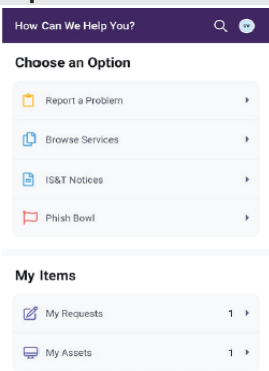 How Can We Help You?
Choose an Option
Report a Problem
Browse Services
IS&T Notices
Phish Bowl
My Items
My Requests 1
My Assets 1